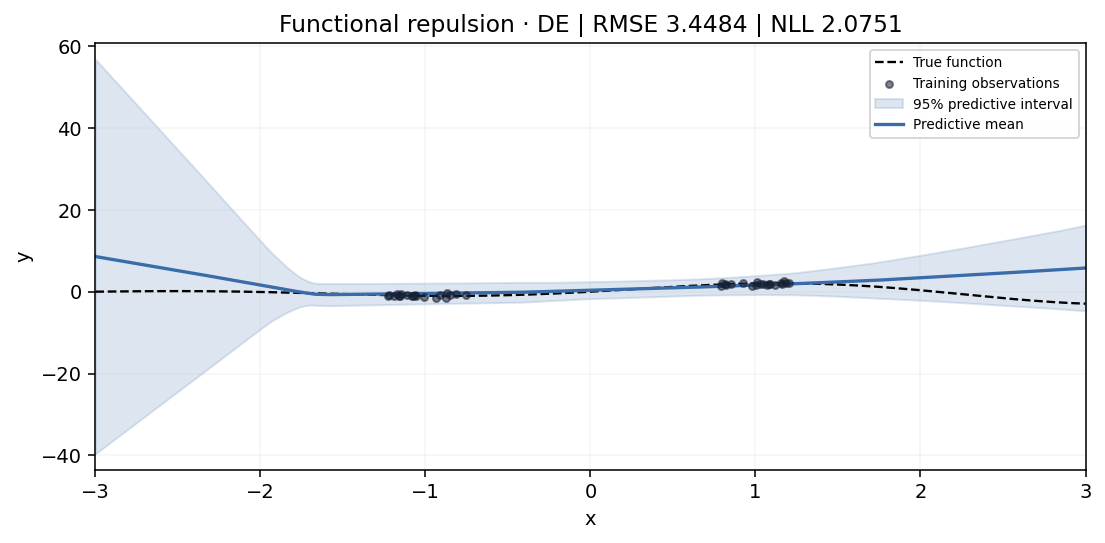 Functional repulsion · DE | RMSE 3.4484 | NLL 2.0751
True function
Training observations
95% predictive interval
Predictive mean
60
40
20
0
−20
−40
y
−3
−2
−1
0
1
2
3
x